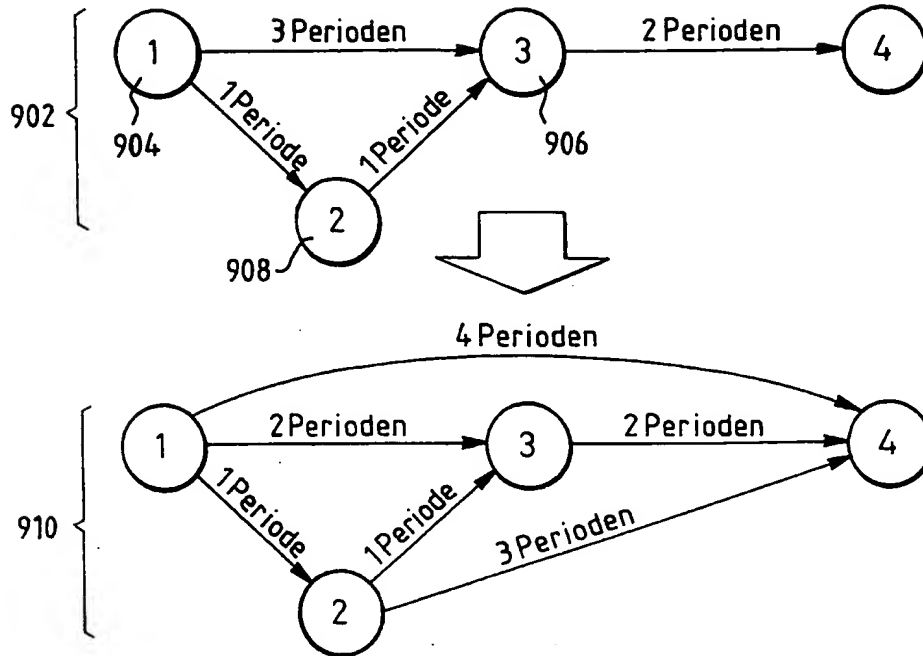 1
3 Perioden
3
2 Perioden
4
902
904
1 Periode
1 Periode
906
2
908
4 Perioden
1
2 Perioden
3
2 Perioden
4
910
1 Periode
1 Periode
3 Perioden
2